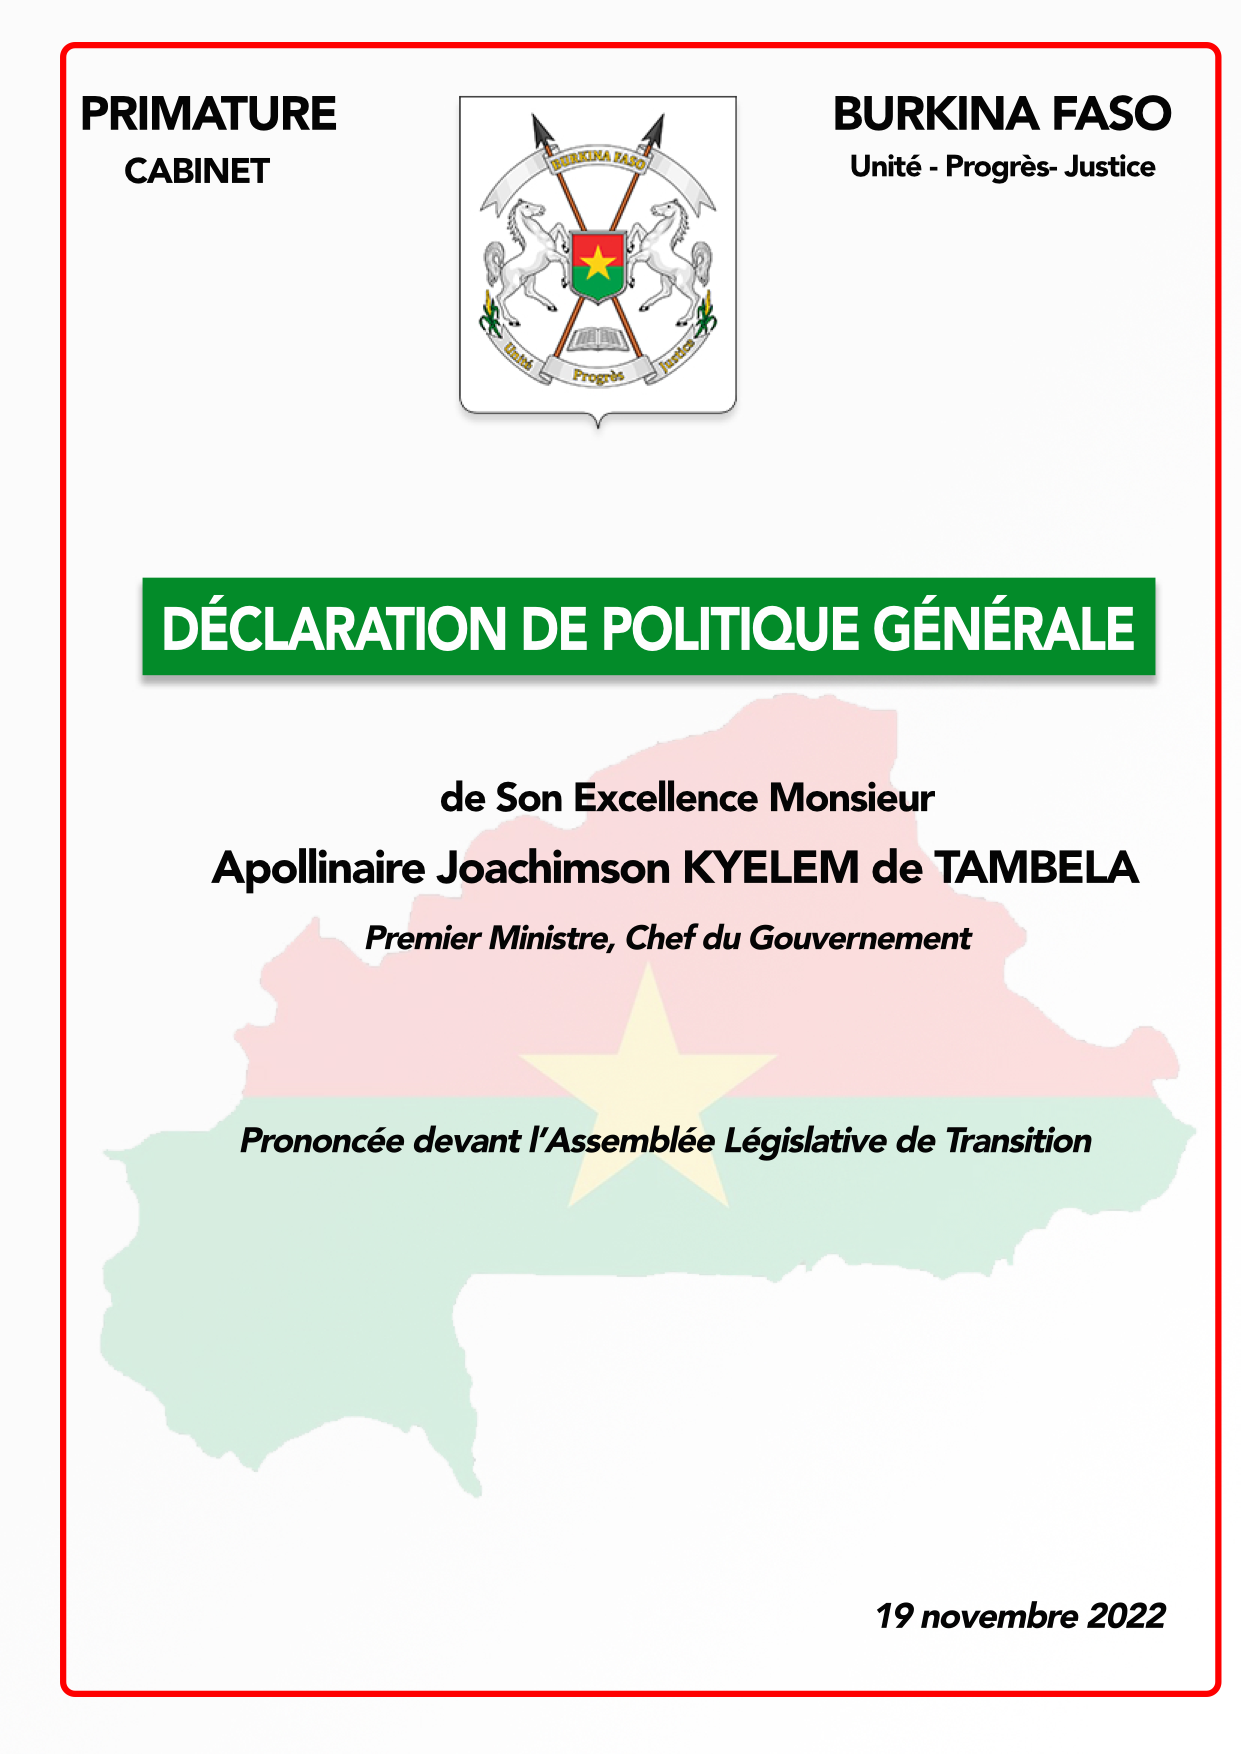 PRIMATURE
CABINET
BURKINA FASO
Unité - Progrès- Justice
BURKINA FASO
Unité
Progrès
Justice
DÉCLARATION DE POLITIQUE GÉNÉRALE
de Son Excellence Monsieur
Apollinaire Joachimson KYELEM de TAMBELA
Premier Ministre, Chef du Gouvernement
Prononcée devant l’Assemblée Législative de Transition
19 novembre 2022